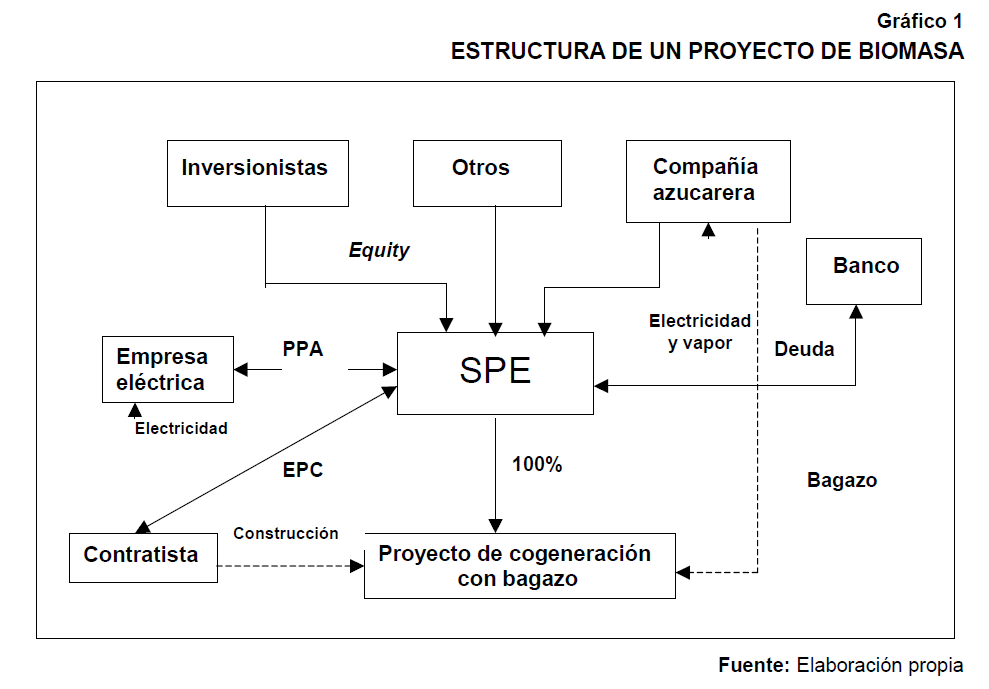 Gráfico 1
ESTRUCTURA DE UN PROYECTO DE BIOMASA
Inversionistas
Otros
Compañía
azucarera
Equity
Banco
Electricidad
y vapor
Deuda
Empresa
eléctrica
PPA
SPE
Electricidad
EPC
100%
Bagazo
Contratista
Construcción
Proyecto de cogeneración
con bagazo
Fuente: Elaboración propia